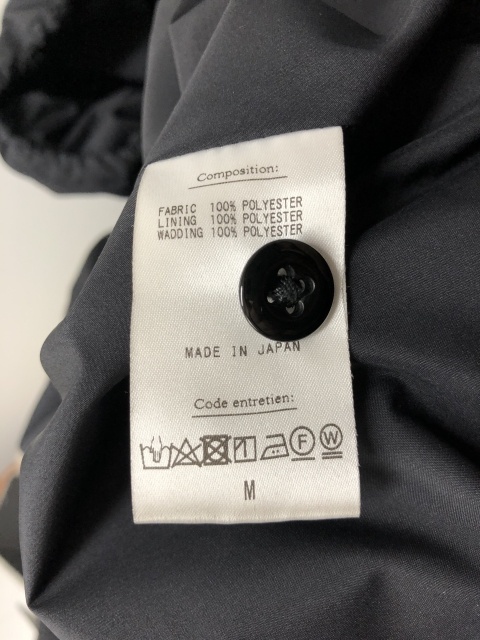 Composition:
FABRIC 100% POLYESTER
LINING 100% POLYESTER
WADDING 100% POLYESTER
MADE IN JAPAN
Code entretien:
F W
M